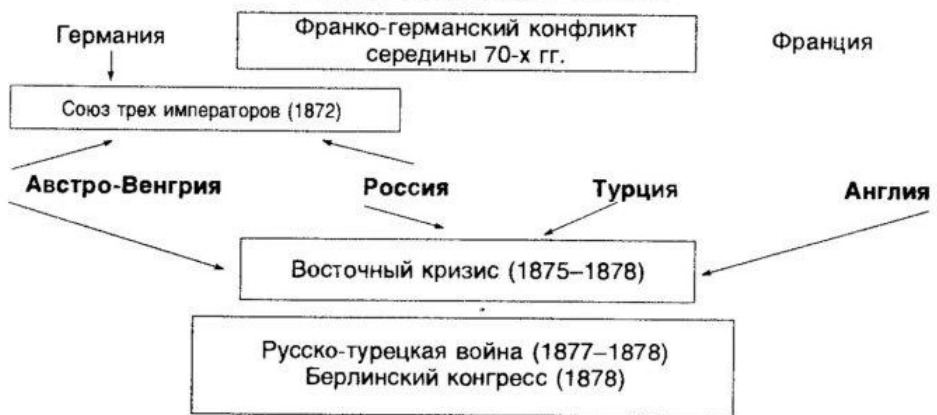 Германия
Франко-германский конфликт
середины 70-х гг.
Франция
Союз трех императоров (1872)
Австро-Венгрия
Россия
Турция
Англия
Восточный кризис (1875–1878)
Русско-турецкая война (1877–1878)
Берлинский конгресс (1878)